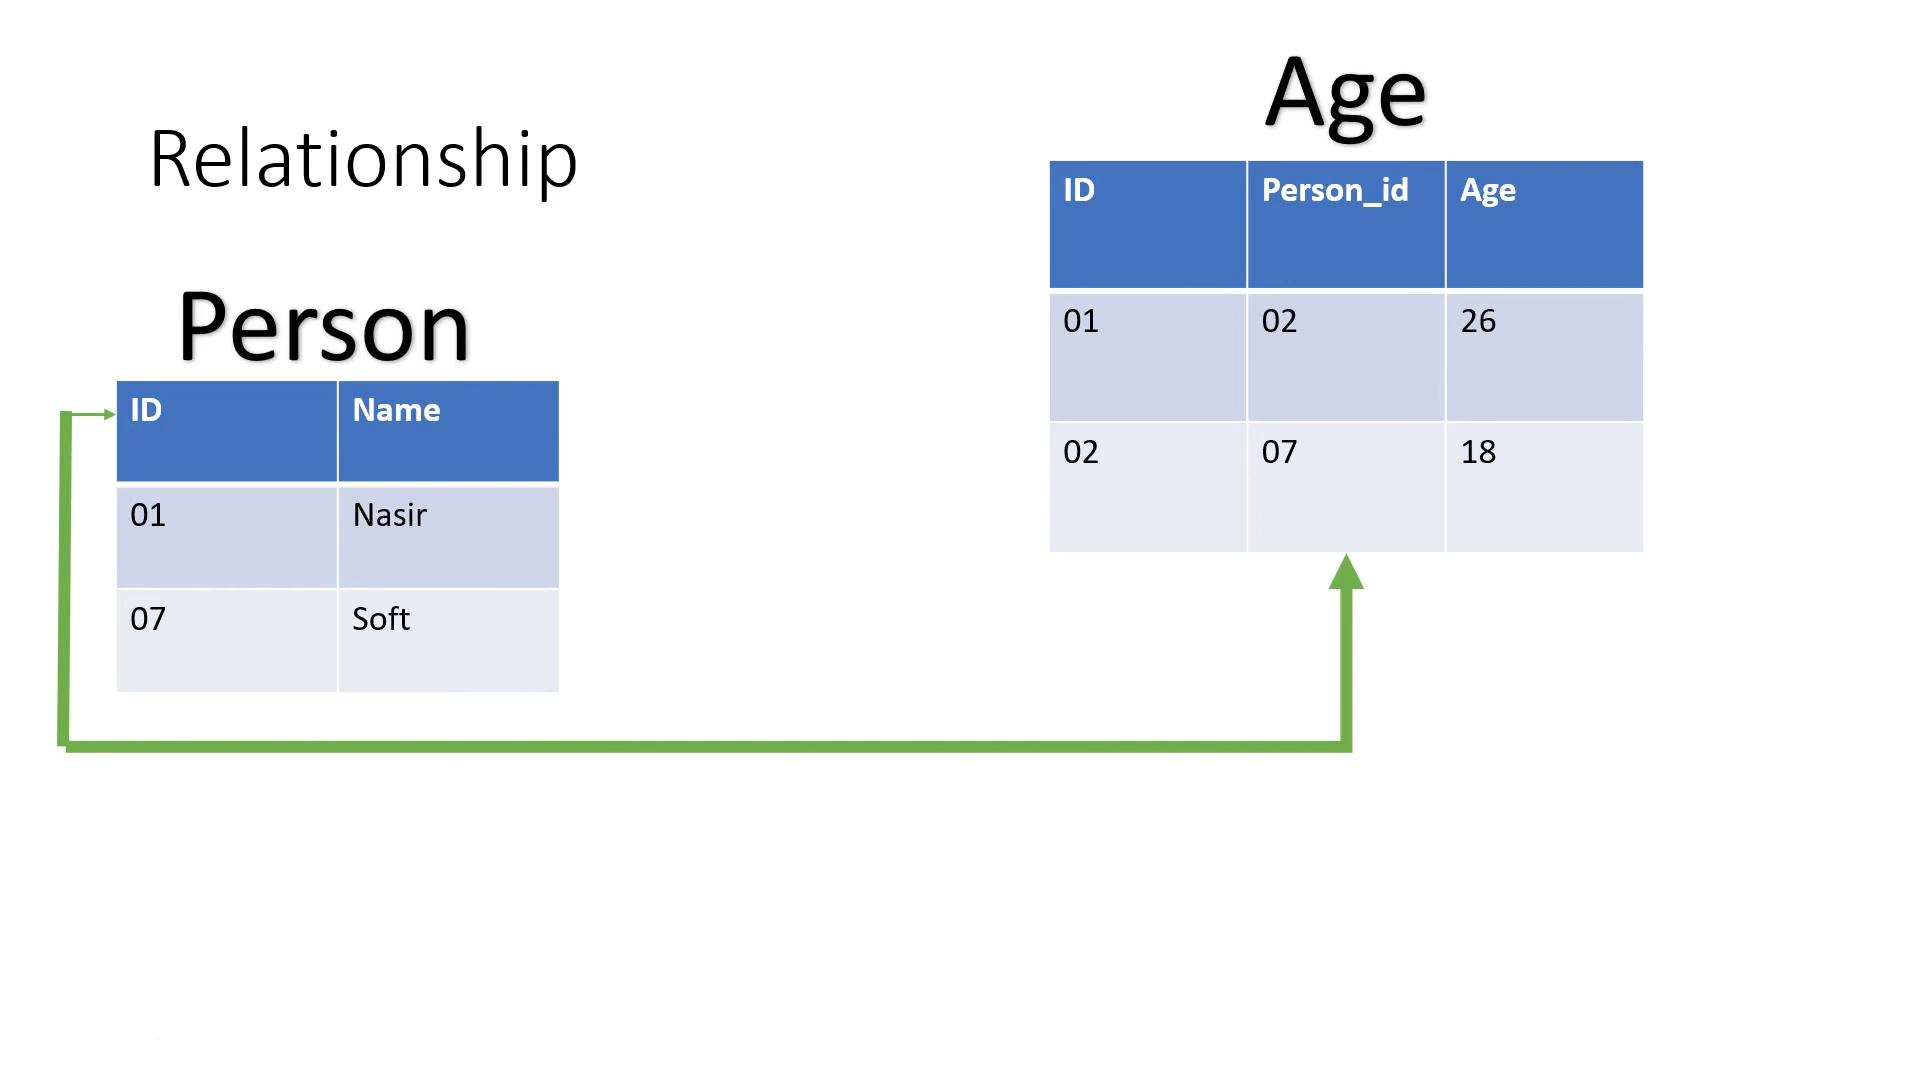 Relationship
Person
ID Name
01 Nasir
07 Soft
Age
ID Person_id Age
01 02 26
02 07 18